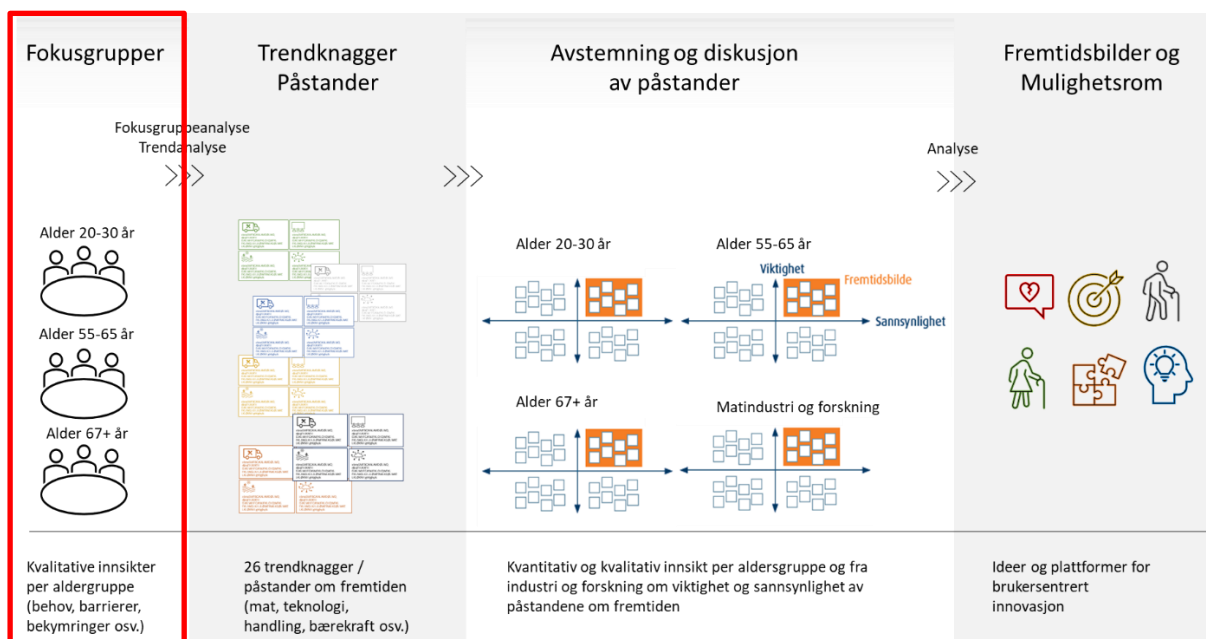 Fokusgrupper
Trendknagger
Påstander
Avstemning og diskusjon
av påstander
Fremtidsbilder og
Mulighetsrom
Fokusgruppeanalyse
Trendanalyse
Analyse
Alder 20-30 år
Alder 55-65 år
Alder 67+ år
Alder 20-30 år
Alder 55-65 år
Viktighet
Fremtidsbilde
Sannsynlighet
Alder 67+ år
Matindustri og forskning
Kvalitative innsikter
per aldergruppe
(behov, barrierer,
bekymringer osv.)
26 trendknagger /
påstander om fremtiden
(mat, teknologi,
handling, bærekraft osv.)
Kvantitativ og kvalitativ innsikt per aldersgruppe og fra
industri og forskning om viktighet og sannsynlighet av
påstandene om fremtiden
Ideer og plattformer for
brukersentrert
innovasjon